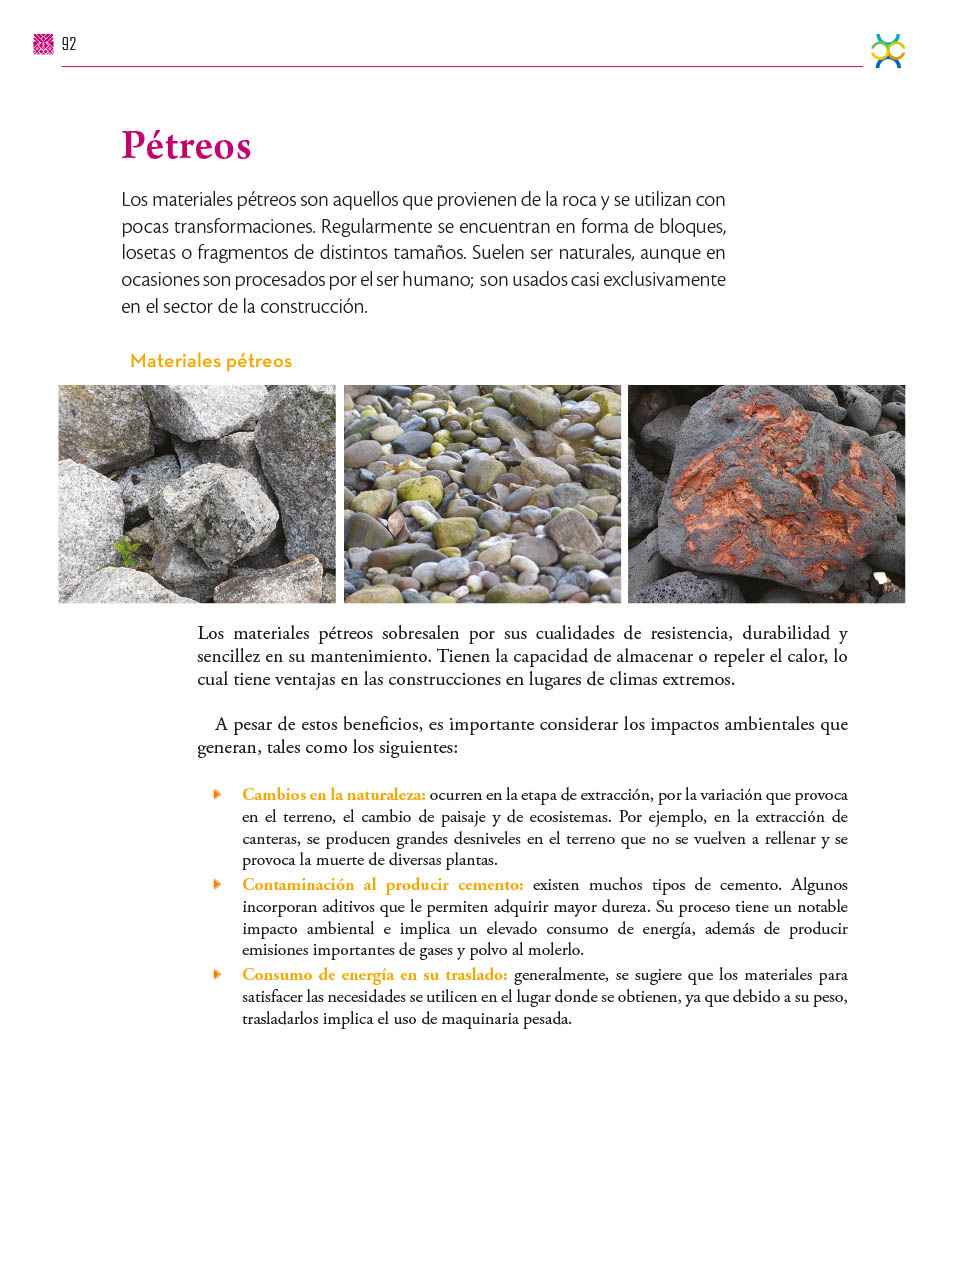 92
Pétreos
Los materiales pétreos son aquellos que provienen de la roca y se utilizan con
pocas transformaciones. Regularmente se encuentran en forma de bloques,
losetas o fragmentos de distintos tamaños. Suelen ser naturales, aunque en
ocasiones son procesados por el ser humano; son usados casi exclusivamente
en el sector de la construcción.
Materiales pétreos
Los materiales pétreos sobresalen por sus cualidades de resistencia, durabilidad y
sencillez en su mantenimiento. Tienen la capacidad de almacenar o repeler el calor, lo
cual tiene ventajas en las construcciones en lugares de climas extremos.
A pesar de estos beneficios, es importante considerar los impactos ambientales que
generan, tales como los siguientes:
Cambios en la naturaleza: ocurren en la etapa de extracción, por la variación que provoca
en el terreno, el cambio de paisaje y de ecosistemas. Por ejemplo, en la extracción de
canteras, se producen grandes desniveles en el terreno que no se vuelven a rellenar y se
provoca la muerte de diversas plantas.
Contaminación al producir cemento: existen muchos tipos de cemento. Algunos
incorporan aditivos que le permiten adquirir mayor dureza. Su proceso tiene un notable
impacto ambiental e implica un elevado consumo de energía, además de producir
emisiones importantes de gases y polvo al molerlo.
Consumo de energía en su traslado: generalmente, se sugiere que los materiales para
satisfacer las necesidades se utilicen en el lugar donde se obtienen, ya que debido a su peso,
trasladarlos implica el uso de maquinaria pesada.